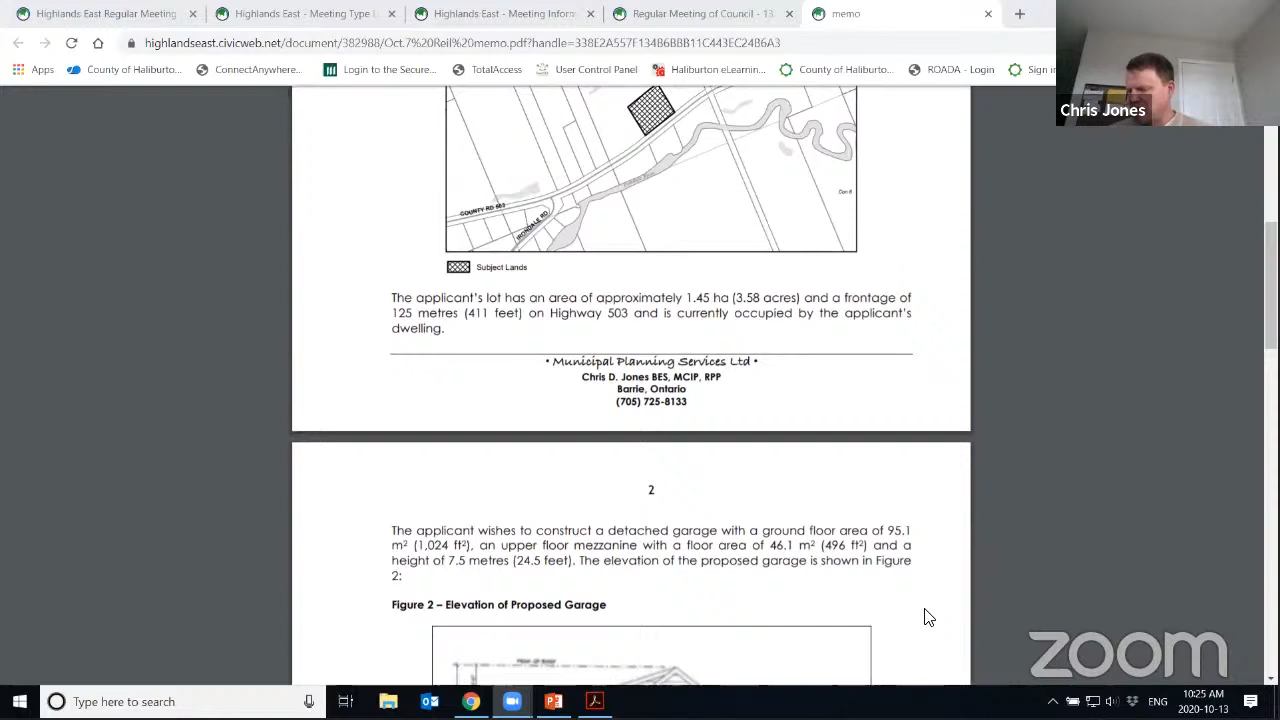 Highlands East Regular Meeting
Highlands East - Meeting Type L
Highlands East - Meeting Inform
Regular Meeting of Council - 13
memo
highlandseast.civicweb.net/document/382988/Oct.7%20Reil%20memo.pdf?handle=338E2A557F134B6BBB11C443EC24B6A3
Apps
County of Haliburto...
ConnectAnywhere...
Logon to the Secure...
TotalAccess
User Control Panel
Haliburton eLearnin...
County of Haliburto...
ROADA - Login
Sign in
Chris Jones
Con 6
COUNTY RD 503
IRONDALE RD
Subject Lands
The applicant's lot has an area of approximately 1.45 ha (3.58 acres) and a frontage of
125 metres (411 feet) on Highway 503 and is currently occupied by the applicant's
dwelling.
• Municipal Planning Services Ltd •
Chris D. Jones BES, MCIP, RPP
Barrie, Ontario
(705) 725-8133
2
The applicant wishes to construct a detached garage with a ground floor area of 95.1
m² (1,024 ft²), an upper floor mezzanine with a floor area of 46.1 m² (496 ft²) and a
height of 7.5 metres (24.5 feet). The elevation of the proposed garage is shown in Figure
2:
Figure 2 – Elevation of Proposed Garage
zoom
Type here to search
ENG
10:25 AM
2020-10-13